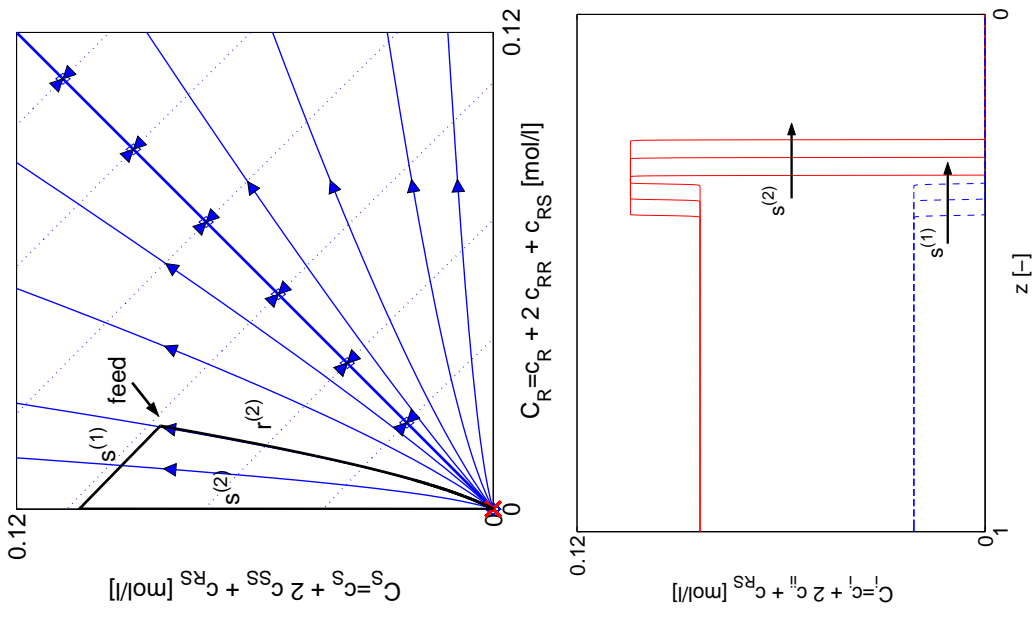 0.12
C_S=c_S + 2 c_SS + c_RS [mol/l]
feed
s^(1)
r^(2)
s^(2)
0
0
0.12
C_R=c_R + 2 c_RR + c_RS [mol/l]
0.12
C_i=c_i + 2 c_ii + c_RS [mol/l]
s^(2)
s^(1)
0
1
0
z [−]